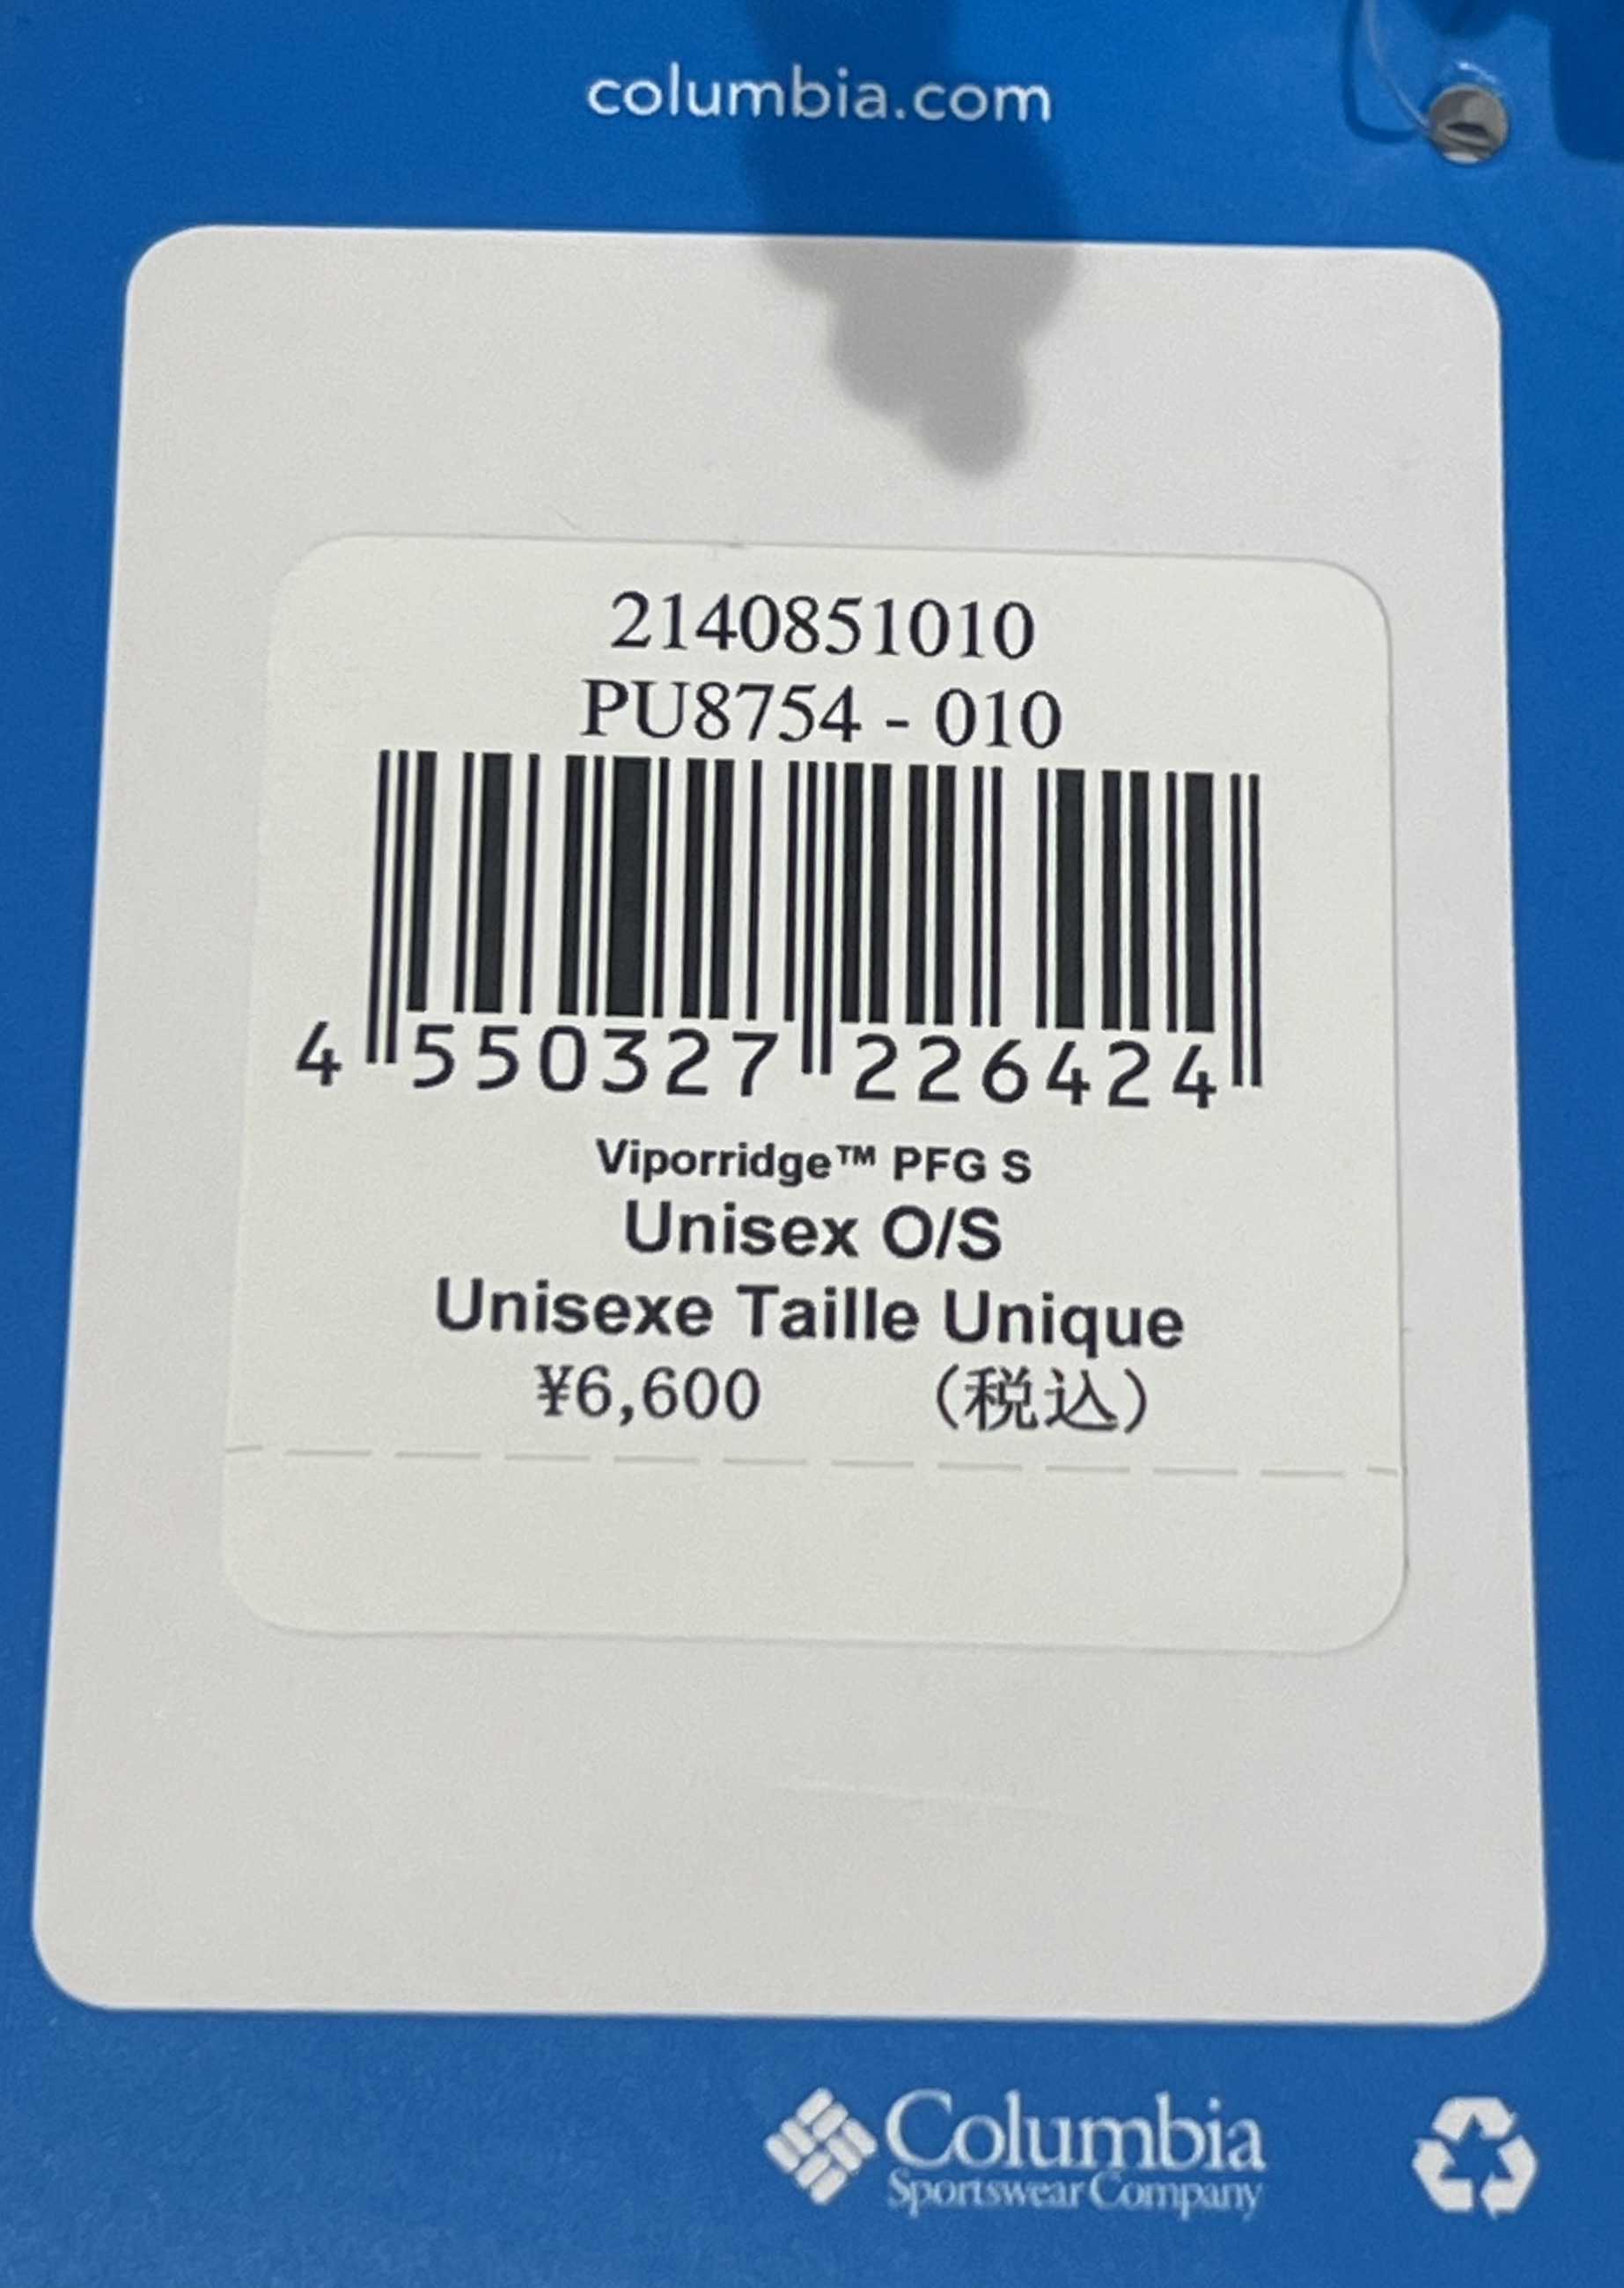 columbia.com
2140851010
PU8754 - 010
4 550327 226424
Viporridge™ PFG S
Unisex O/S
Unisexe Taille Unique
¥6,600 （税込）
Columbia
Sportswear Company